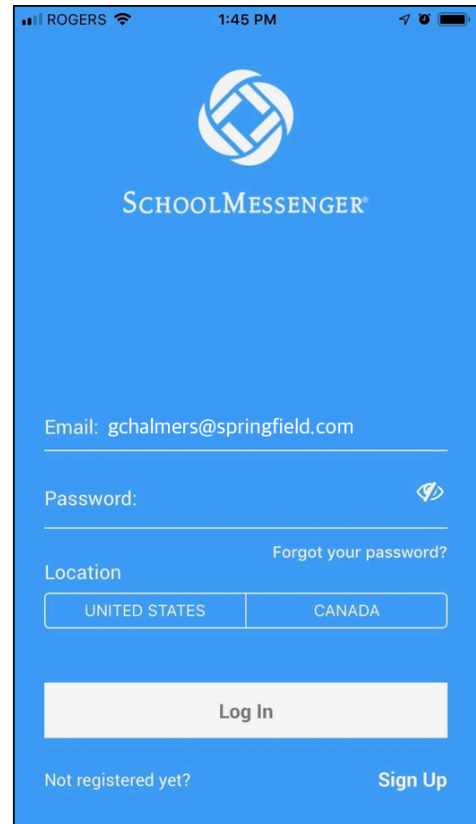 ROGERS 1:45 PM
SCHOOLMESSENGER®
Email: gchalmers@springfield.com
Password:
Forgot your password?
Location
UNITED STATES CANADA
Log In
Not registered yet? Sign Up